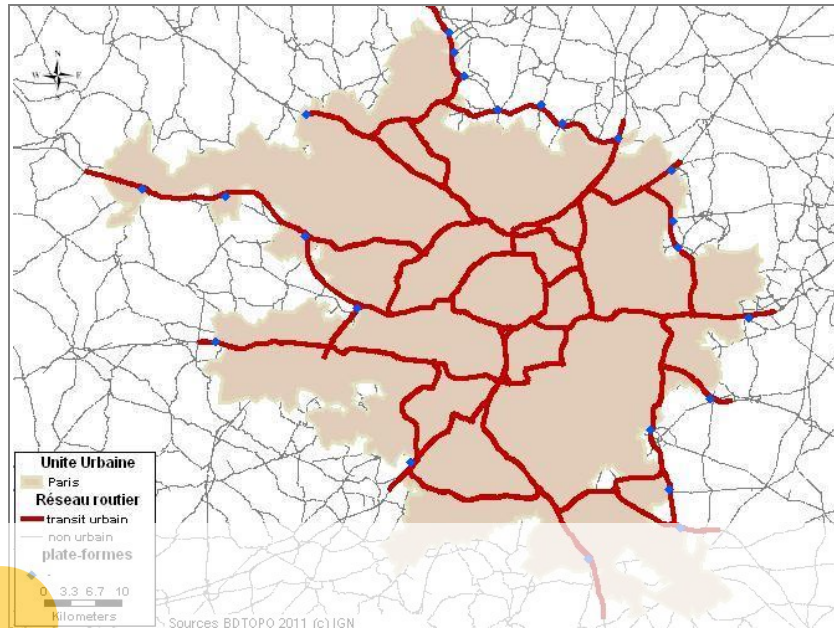 N
W E
S
Unite Urbaine
Paris
Réseau routier
transit urbain
non urbain
plate-formes
-
0 3.3 6.7 10
Kilometers
Sources BDTOPO 2011 (c) IGN